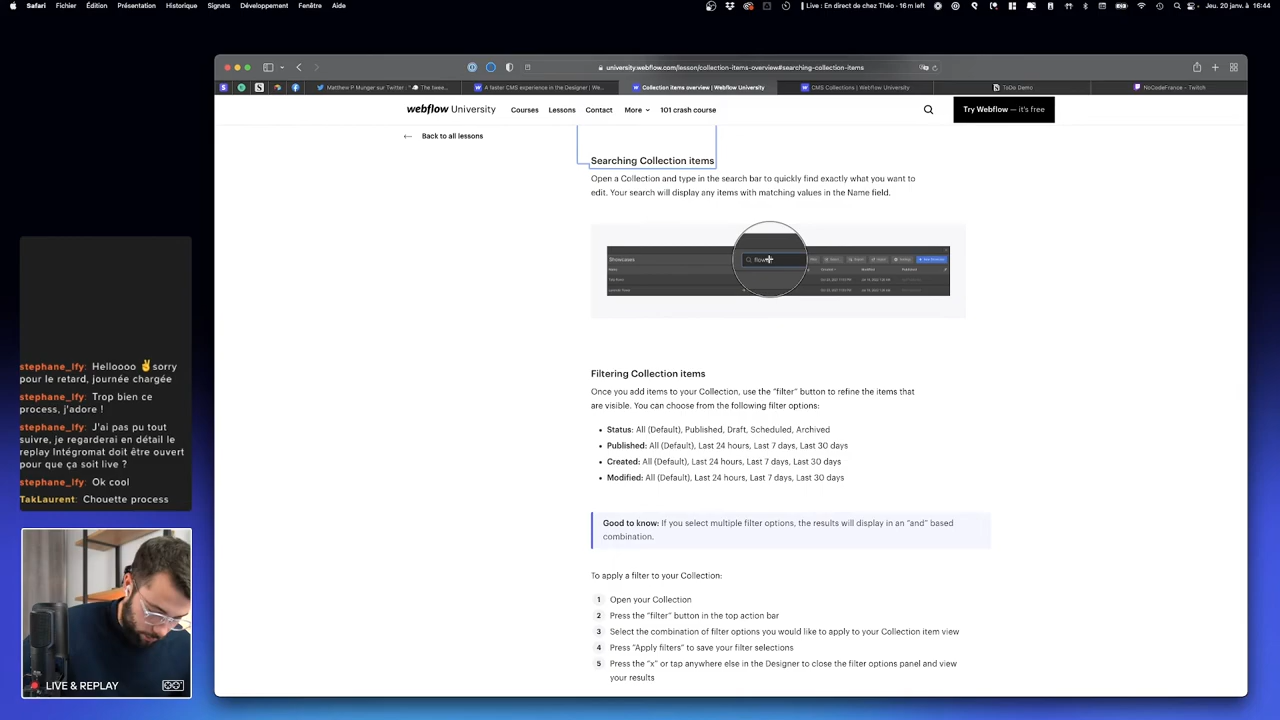 Safari Fichier Édition Présentation Historique Signets Développement Fenêtre Aide
Live : En direct de chez Théo - 16 m left
Jeu. 20 janv. à 16:44
university.webflow.com/lesson/collection-items-overview#searching-collection-items
Matthew P Munger sur Twitter : "
The twee...
A faster CMS experience in the Designer | We...
Collection items overview | Webflow University
CMS Collections | Webflow University
ToDo Demo
NoCodeFrance – Twitch
webflow University
Courses
Lessons
Contact
More
101 crash course
Try Webflow — it's free
Back to all lessons
Searching Collection items
Open a Collection and type in the search bar to quickly find exactly what you want to
edit. Your search will display any items with matching values in the Name field.
Showcases
flow
Filtering Collection items
Once you add items to your Collection, use the "filter" button to refine the items that
are visible. You can choose from the following filter options:
Status: All (Default), Published, Draft, Scheduled, Archived
Published: All (Default), Last 24 hours, Last 7 days, Last 30 days
Created: All (Default), Last 24 hours, Last 7 days, Last 30 days
Modified: All (Default), Last 24 hours, Last 7 days, Last 30 days
Good to know: If you select multiple filter options, the results will display in an "and" based
combination.
To apply a filter to your Collection:
1 Open your Collection
2 Press the "filter" button in the top action bar
3 Select the combination of filter options you would like to apply to your Collection item view
4 Press "Apply filters" to save your filter selections
5 Press the "x" or tap anywhere else in the Designer to close the filter options panel and view
your results
stephane_lfy: Helloooo ✌️sorry
pour le retard, journée chargée
stephane_lfy: Trop bien ce
process, j'adore !
stephane_lfy: J'ai pas pu tout
suivre, je regarderai en détail le
replay Intégromat doit être ouvert
pour que ça soit live ?
stephane_lfy: Ok cool
TakLaurent: Chouette process
LIVE & REPLAY